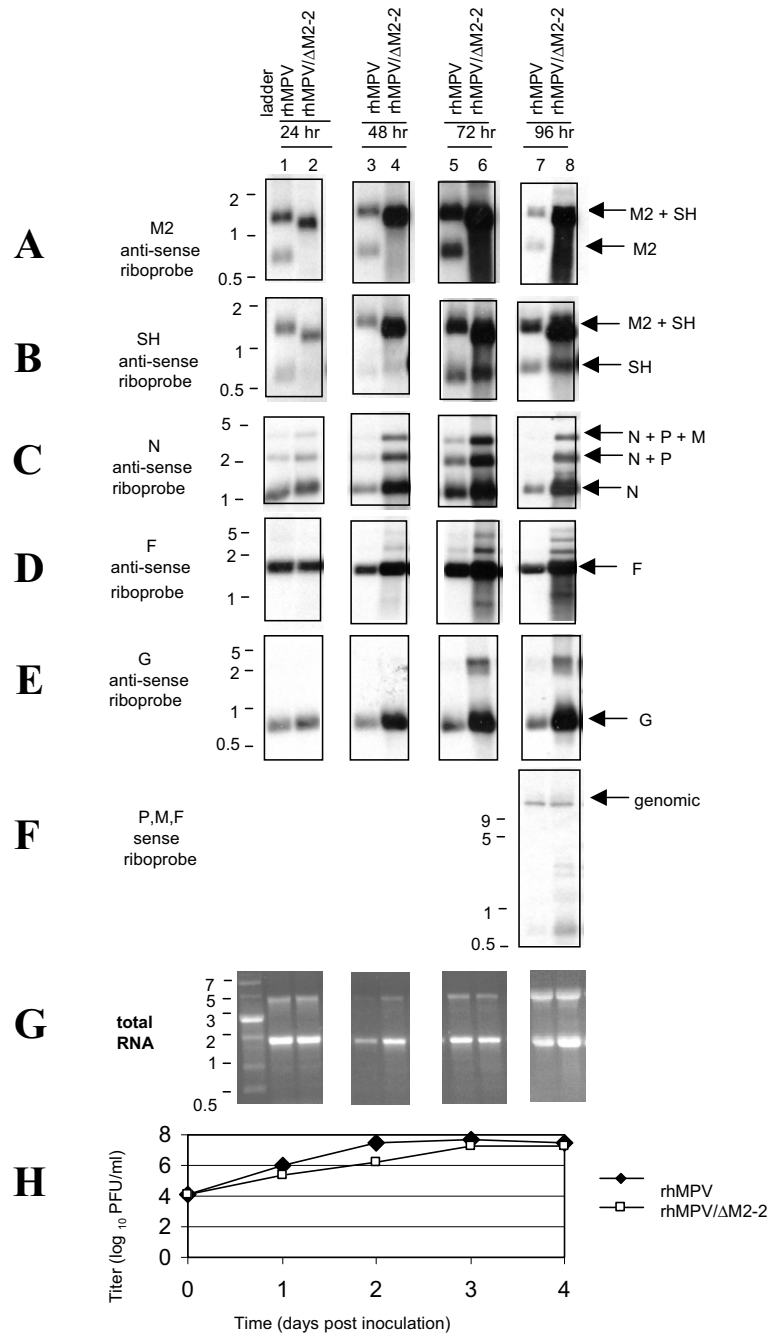 ladder
rhMPV
rhMPV/ΔM2-2
rhMPV
rhMPV/ΔM2-2
rhMPV
rhMPV/ΔM2-2
rhMPV
rhMPV/ΔM2-2
24 hr 48 hr 72 hr 96 hr
1 2 3 4 5 6 7 8
A
M2
anti-sense
riboprobe
2
1
0.5
M2 + SH
M2
B
SH
anti-sense
riboprobe
2
1
0.5
M2 + SH
SH
C
N
anti-sense
riboprobe
5
2
1
N + P + M
N + P
N
D
F
anti-sense
riboprobe
5
2
1
F
E
G
anti-sense
riboprobe
5
2
1
0.5
G
F
P,M,F
sense
riboprobe
9
5
1
0.5
genomic
G
total
RNA
7
5
3
2
1
0.5
H
Titer (log 10 PFU/ml)
8
6
4
2
0
0 1 2 3 4
Time (days post inoculation)
rhMPV
rhMPV/ΔM2-2